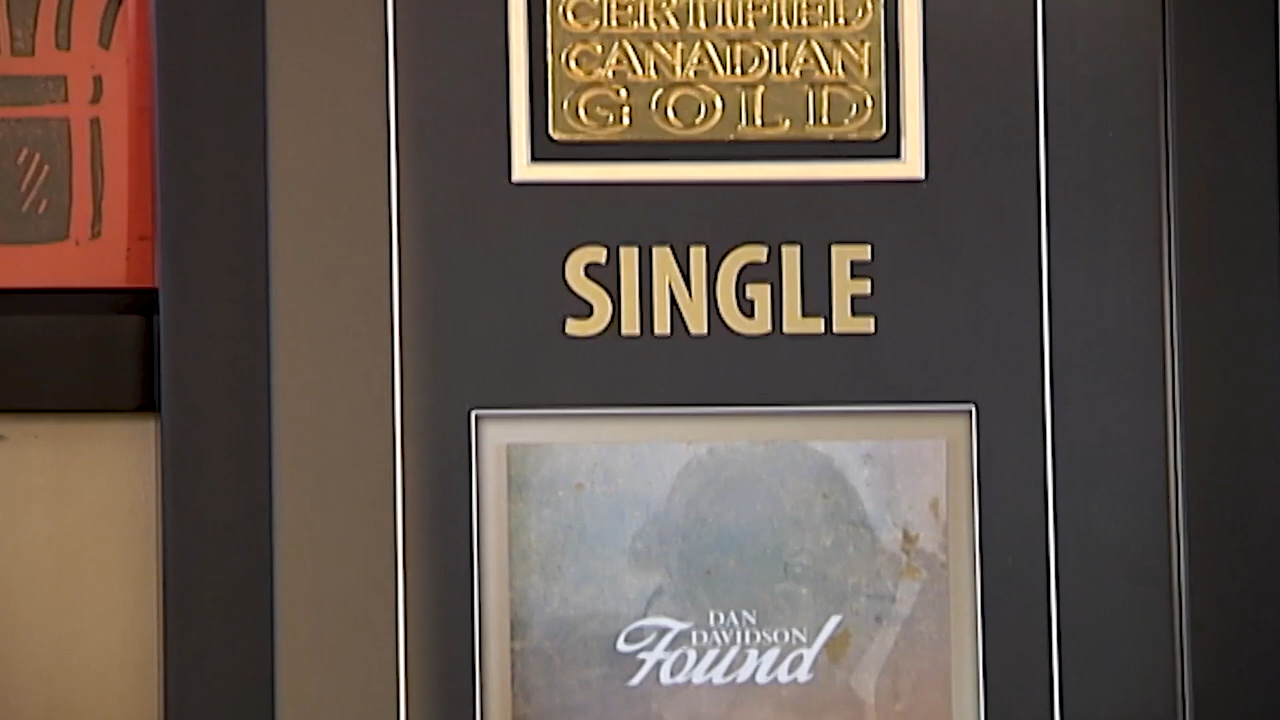 CERTIFIED
CANADIAN
GOLD
SINGLE
DAN
DAVIDSON
Found